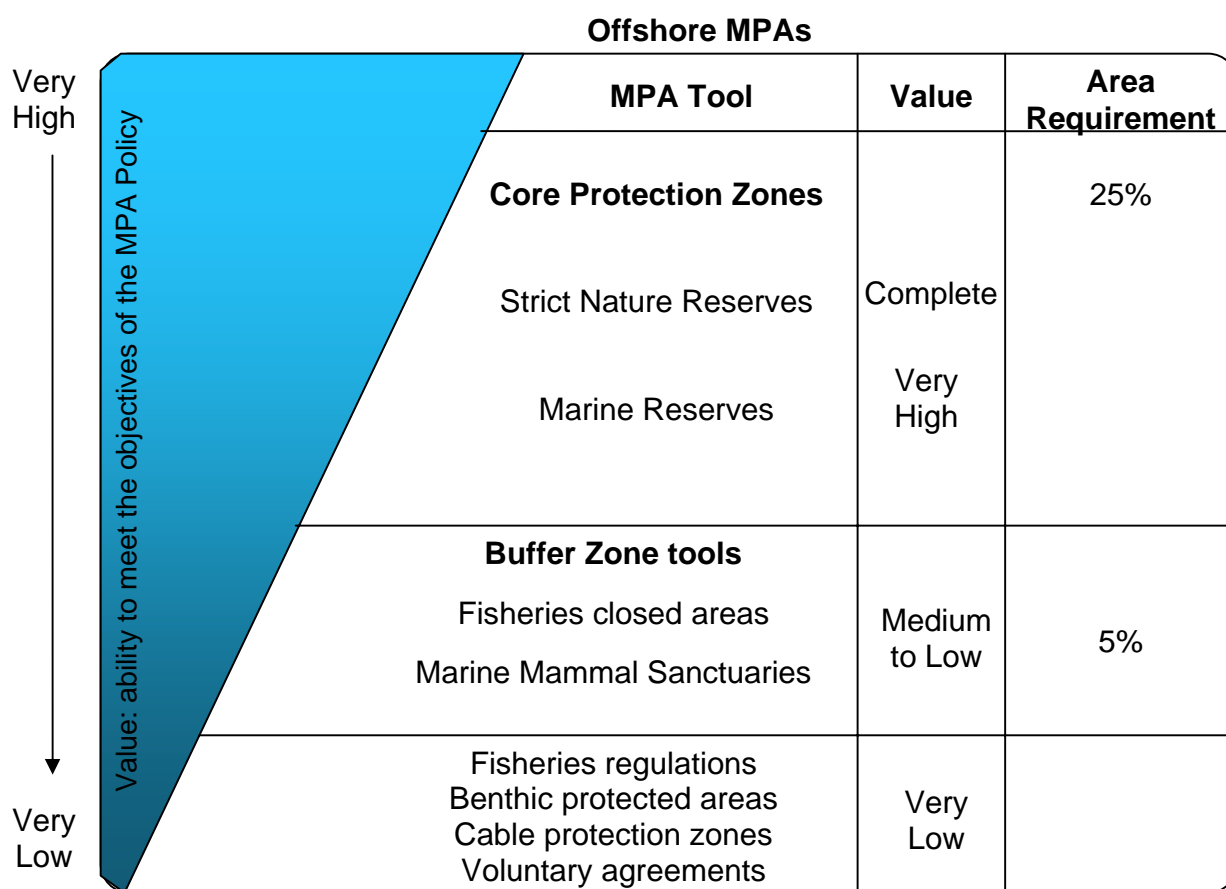 Offshore MPAs
Very
High
Very
Low
Value: ability to meet the objectives of the MPA Policy
MPA Tool
Value
Area
Requirement
Core Protection Zones
25%
Strict Nature Reserves
Complete
Marine Reserves
Very
High
Buffer Zone tools
Fisheries closed areas
Marine Mammal Sanctuaries
Medium
to Low
5%
Fisheries regulations
Benthic protected areas
Cable protection zones
Voluntary agreements
Very
Low